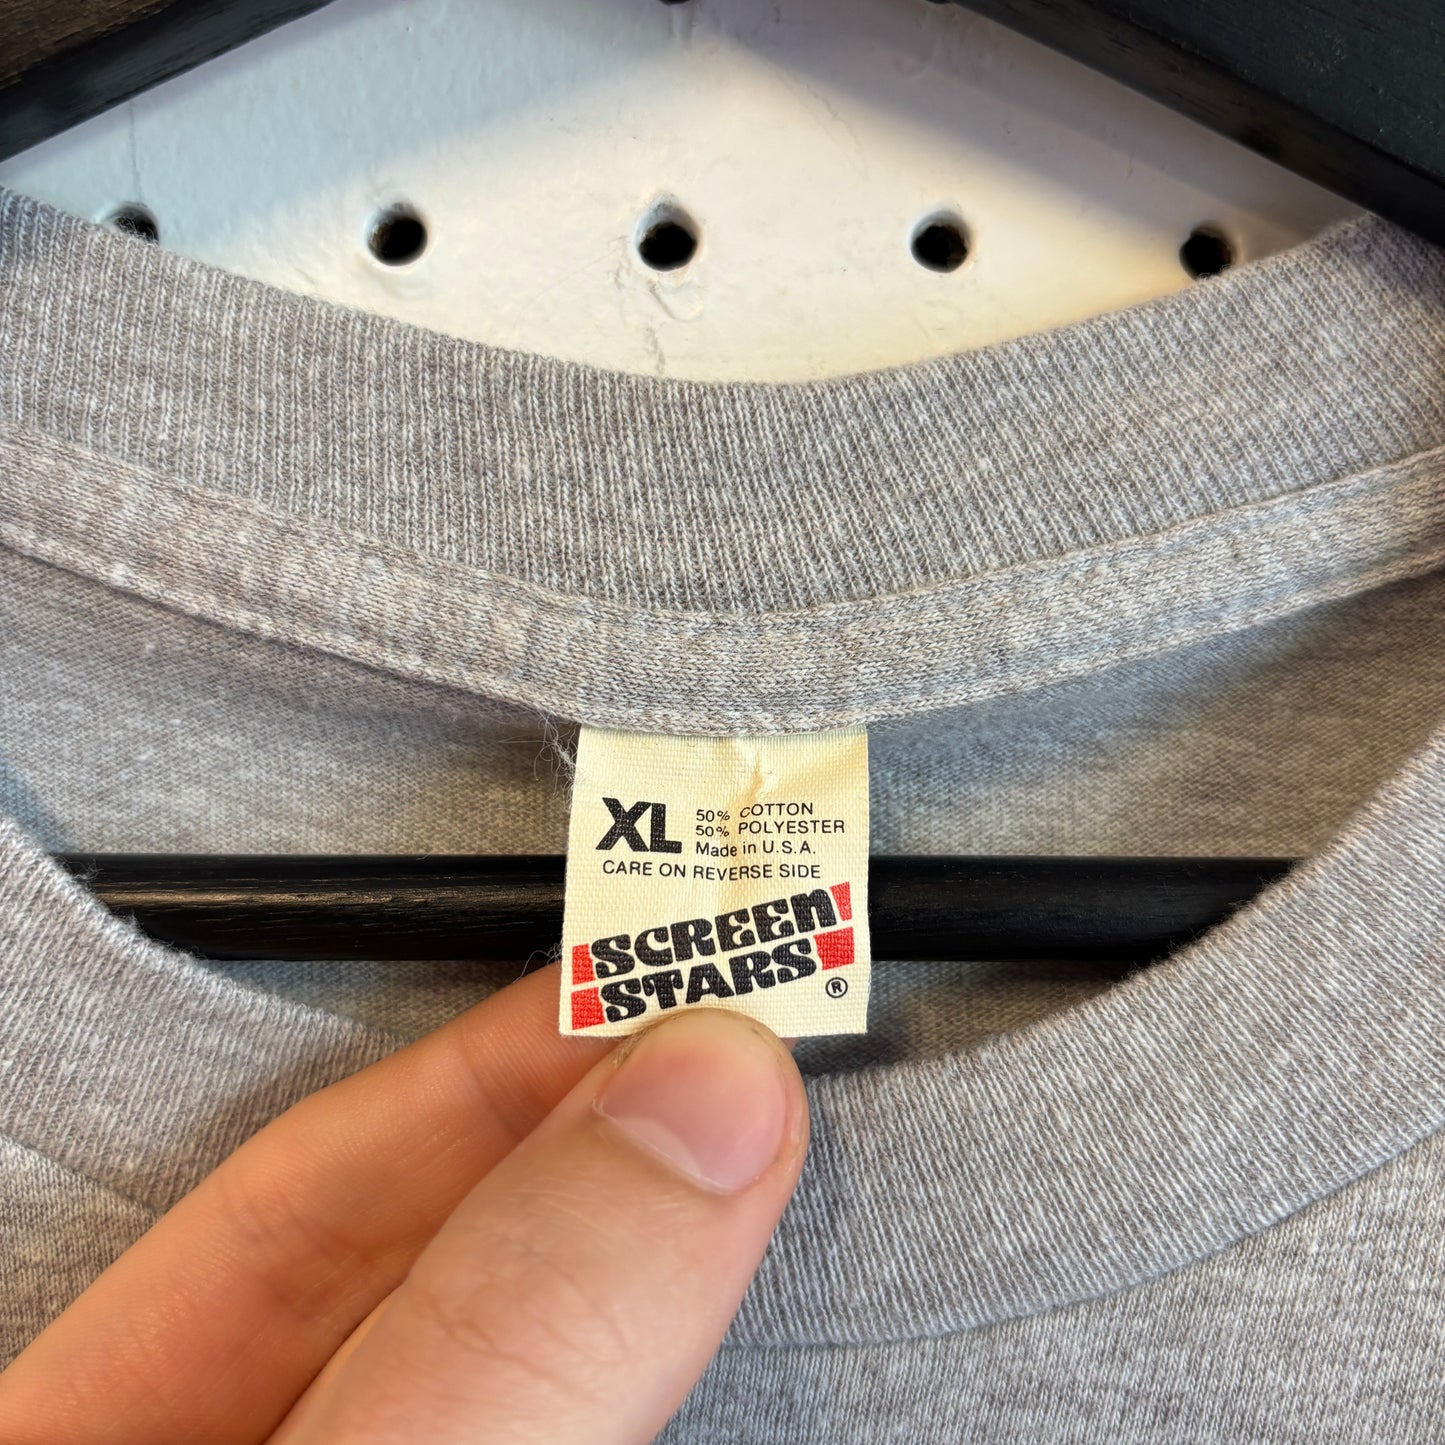 XL
50% COTTON
50% POLYESTER
Made in U.S.A.
CARE ON REVERSE SIDE
SCREEN
STARS
®